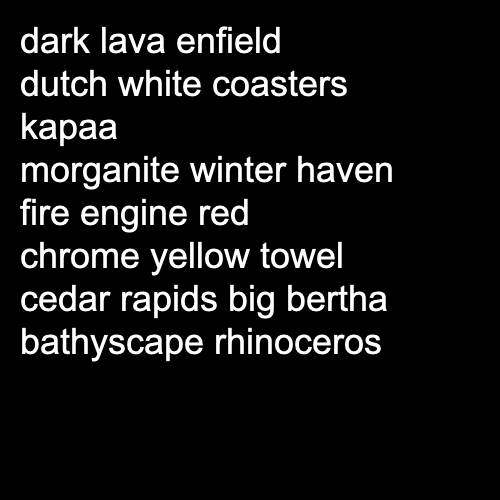 dark lava enfield
dutch white coasters
kapaa
morganite winter haven
fire engine red
chrome yellow towel
cedar rapids big bertha
bathyscape rhinoceros